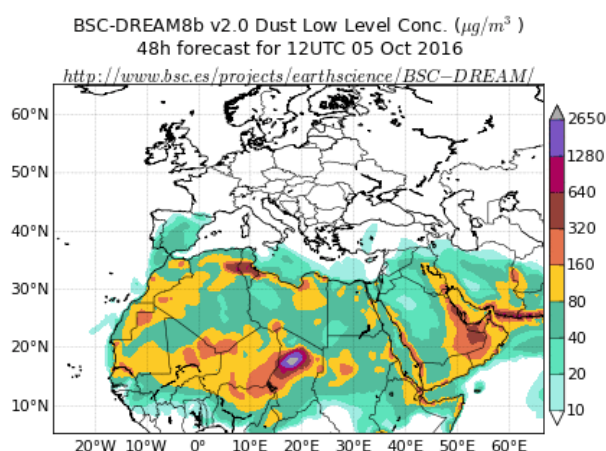 BSC-DREAM8b v2.0 Dust Low Level Conc. (μg/m³ )
48h forecast for 12UTC 05 Oct 2016
http://www.bsc.es/projects/earthscience/BSC−DREAM/
60°N
50°N
40°N
30°N
20°N
10°N
20°W 10°W 0° 10°E 20°E 30°E 40°E 50°E 60°E
2650
1280
640
320
160
80
40
20
10